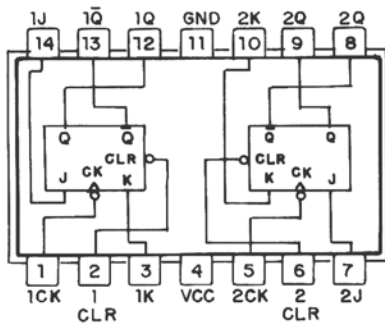 1J 1Q̅ 1Q GND 2K 2Q 2Q
14 13 12 11 10 9 8
Q Q̅ Q̅ Q
CLR CLR
CK CK
J K K J
1 2 3 4 5 6 7
1CK 1 1K VCC 2CK 2 2J
CLR CLR